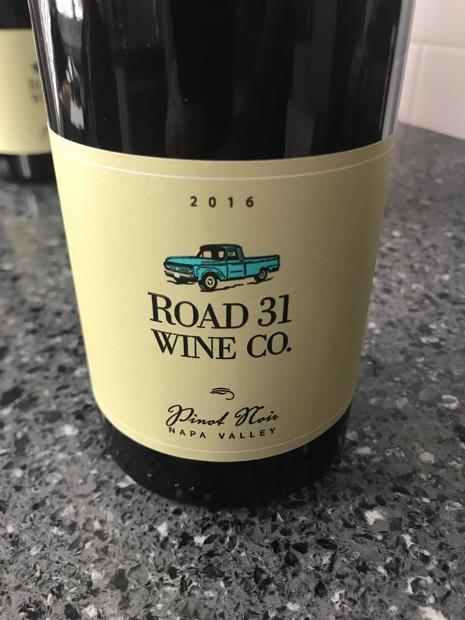 2016
ROAD 31
WINE CO.
Pinot Noir
NAPA VALLEY